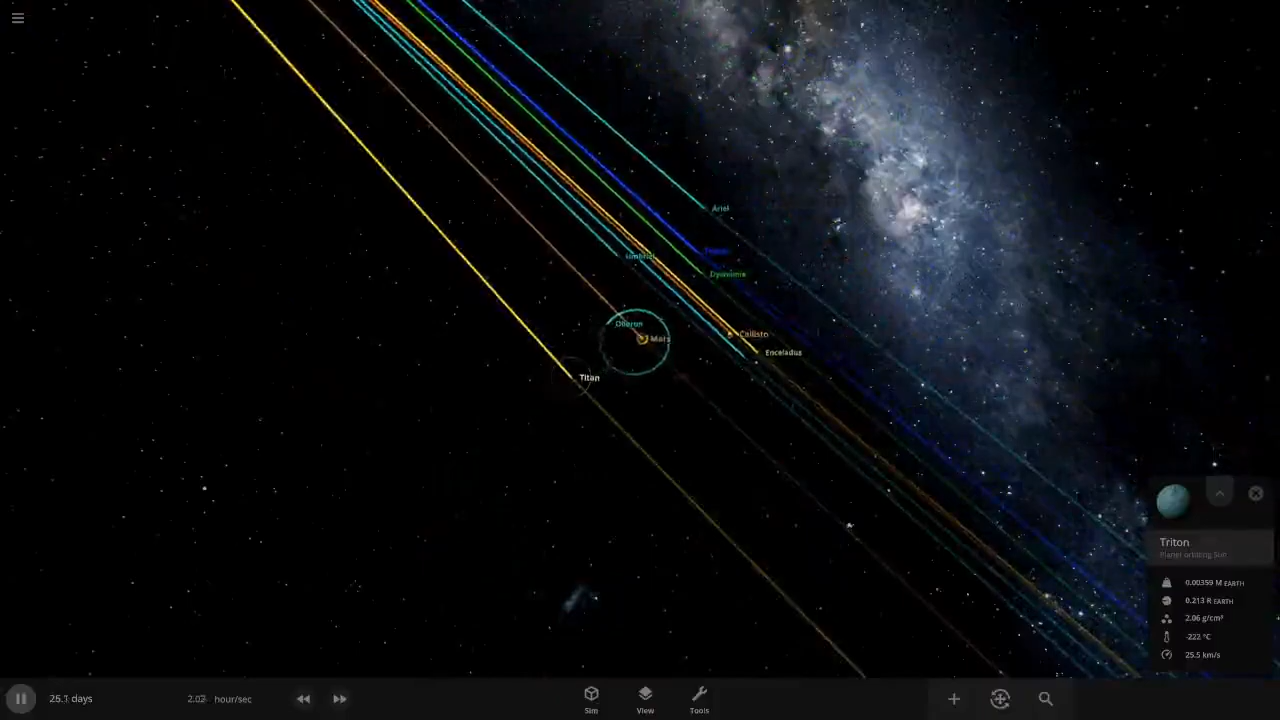 Ariel
Umbriel
Triton
Dysnomia
Oberon
Mars
Callisto
Enceladus
Titan
Triton
Planet orbiting Sun
0.00359 M EARTH
0.213 R EARTH
2.06 g/cm³
-222 °C
25.5 km/s
25.1 days
hour/sec
Sim
View
Tools